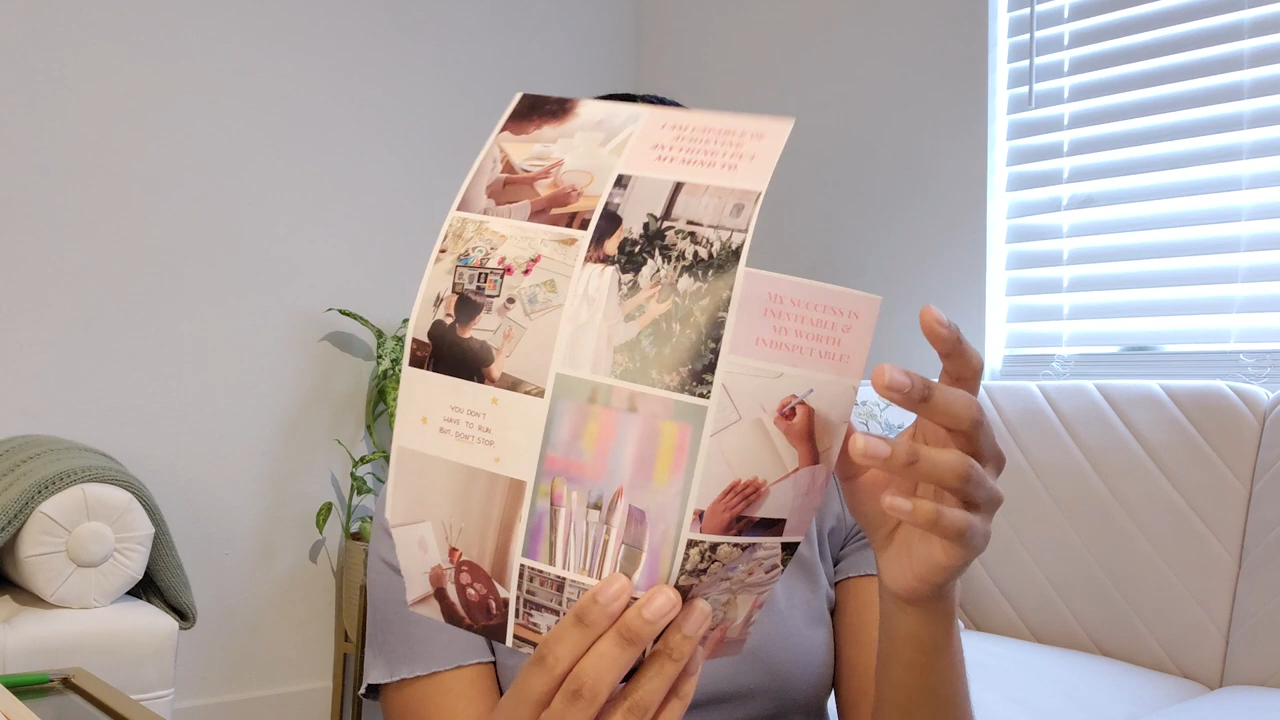 I AM CAPABLE OF
ACHIEVING
ANYTHING I PUT
MY MIND TO.
MY SUCCESS IS
INEVITABLE &
MY WORTH
INDISPUTABLE!
YOU DON'T
HAVE TO RUN,
BUT, DON'T STOP.